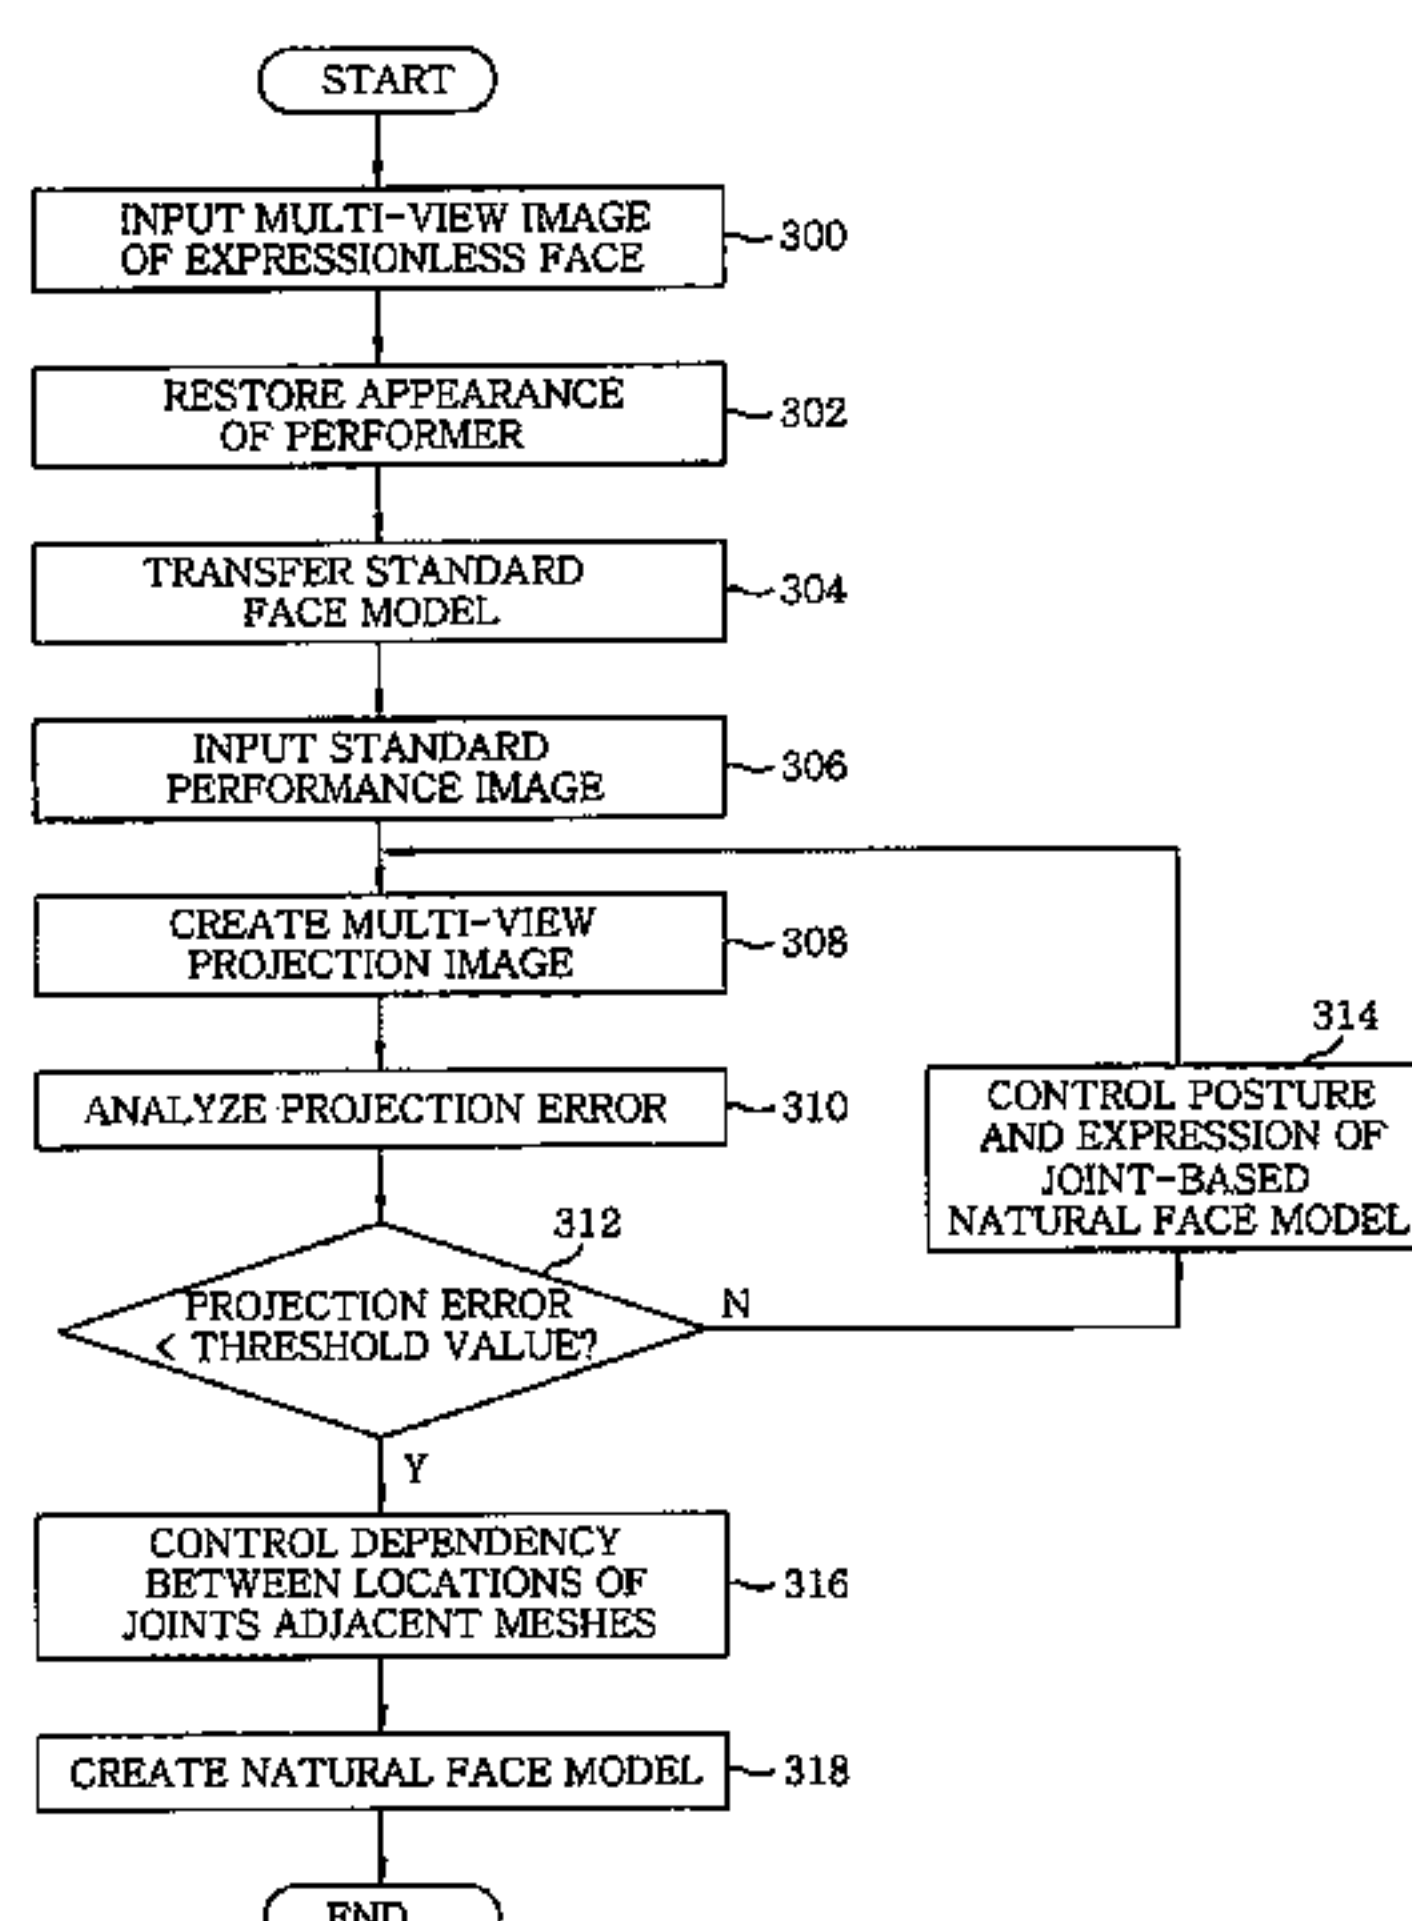 START
INPUT MULTI-VIEW IMAGE
OF EXPRESSIONLESS FACE
300
RESTORE APPEARANCE
OF PERFORMER
302
TRANSFER STANDARD
FACE MODEL
304
INPUT STANDARD
PERFORMANCE IMAGE
306
CREATE MULTI-VIEW
PROJECTION IMAGE
308
ANALYZE PROJECTION ERROR
310
312
PROJECTION ERROR
< THRESHOLD VALUE?
N
314
CONTROL POSTURE
AND EXPRESSION OF
JOINT-BASED
NATURAL FACE MODEL
Y
CONTROL DEPENDENCY
BETWEEN LOCATIONS OF
JOINTS ADJACENT MESHES
316
CREATE NATURAL FACE MODEL
318
END